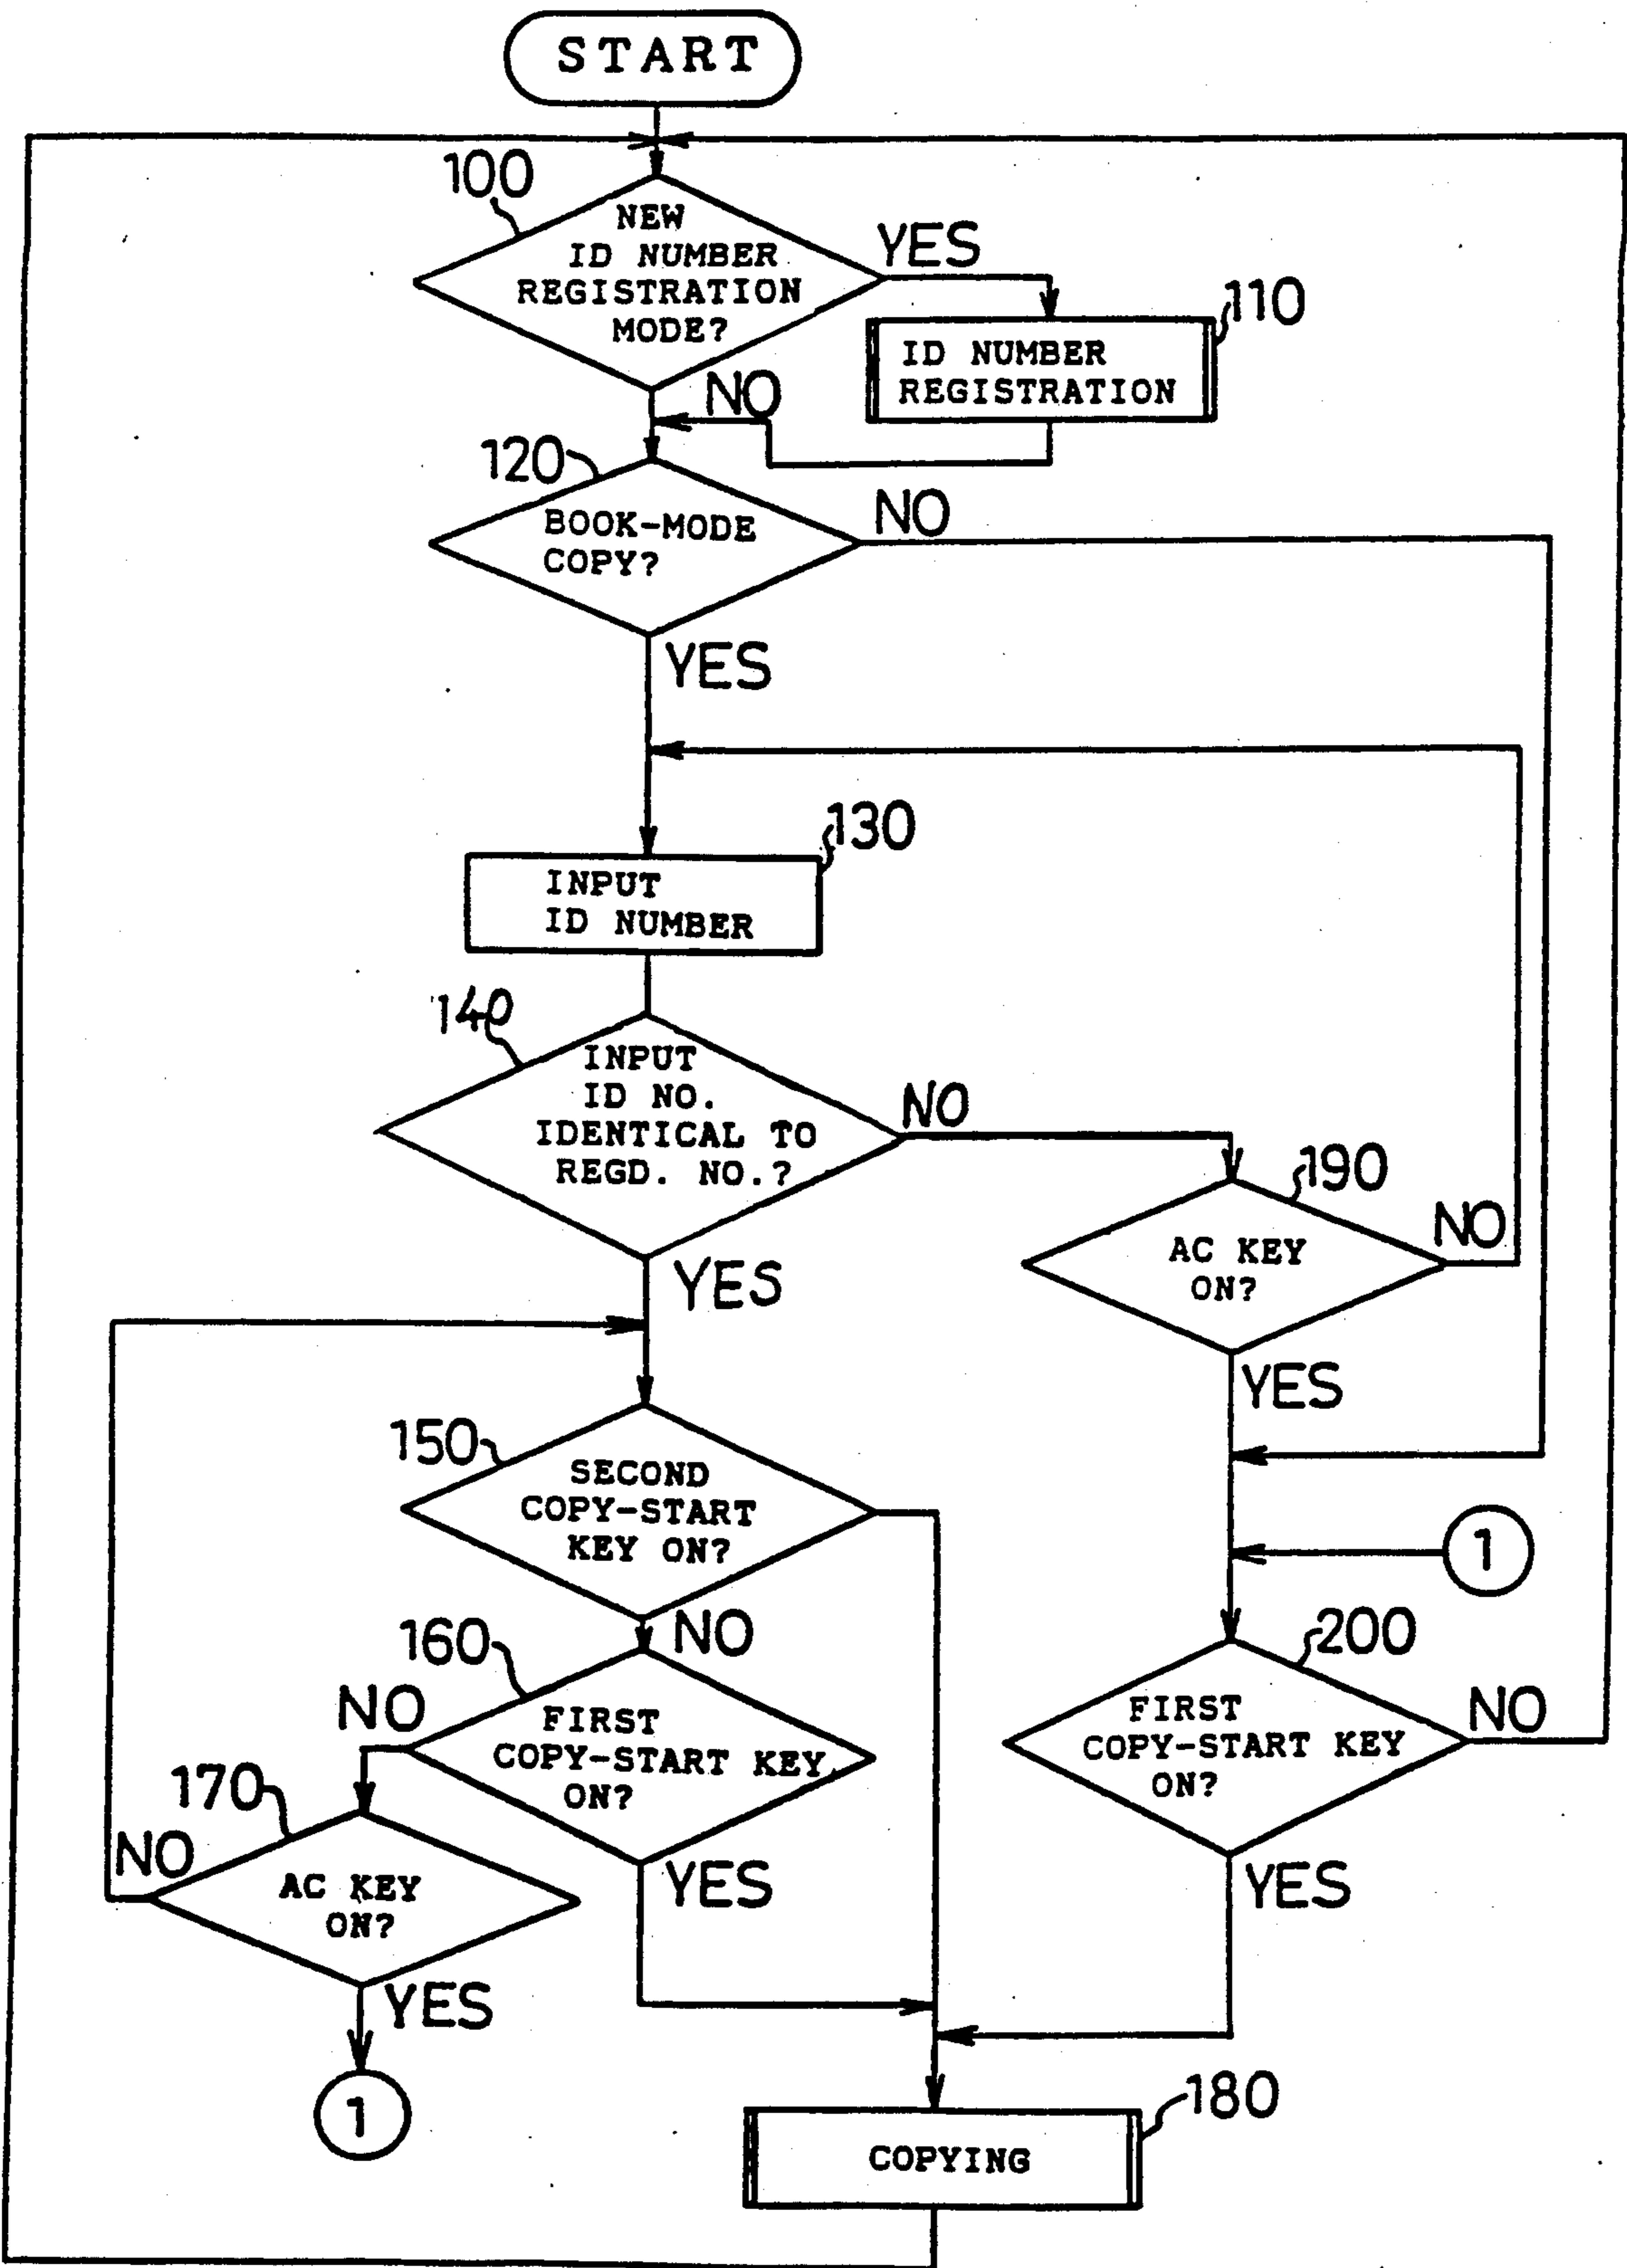 START
100
NEW
ID NUMBER
REGISTRATION
MODE?
YES
110
ID NUMBER
REGISTRATION
NO
120
BOOK-MODE
COPY?
NO
YES
130
INPUT
ID NUMBER
140
INPUT
ID NO.
IDENTICAL TO
REGD. NO.?
NO
YES
190
AC KEY
ON?
NO
YES
150
SECOND
COPY-START
KEY ON?
NO
1
160
FIRST
COPY-START KEY
ON?
NO
YES
200
FIRST
COPY-START KEY
ON?
NO
YES
170
AC KEY
ON?
NO
YES
1
180
COPYING